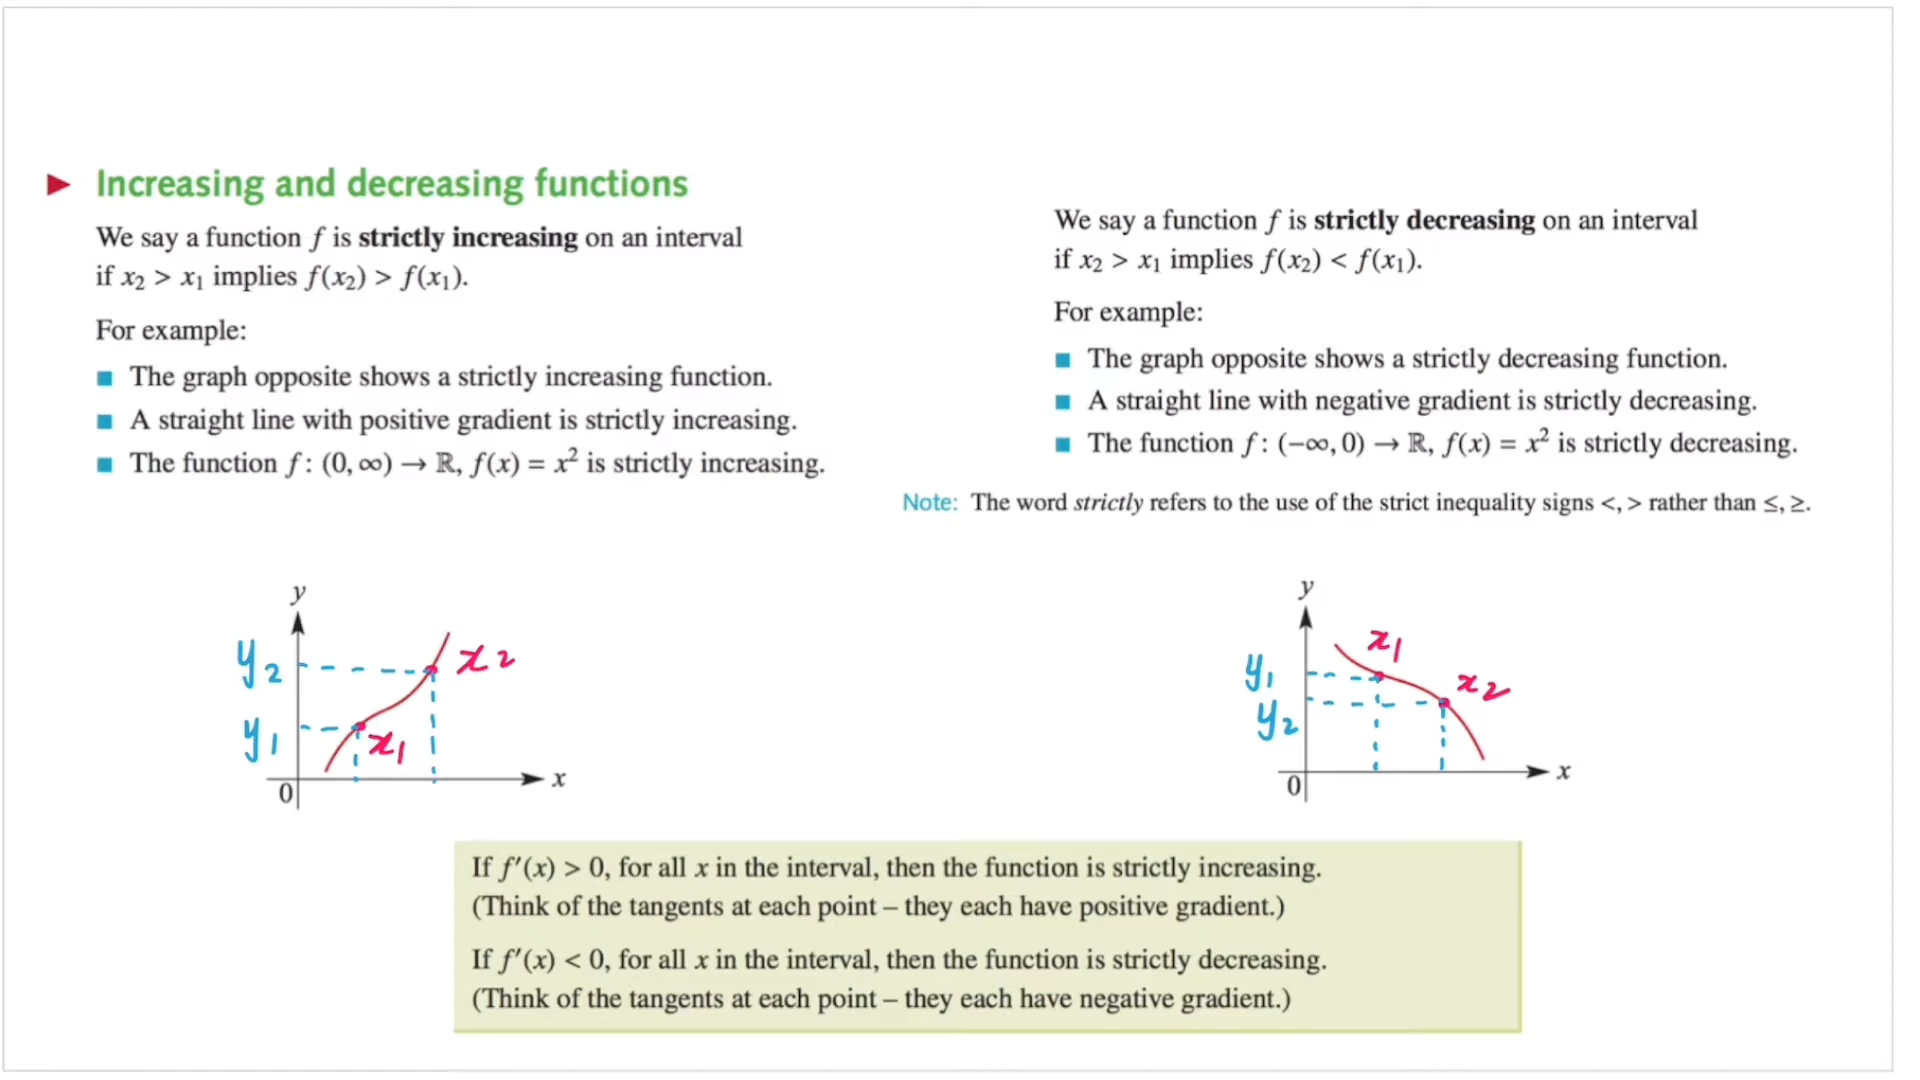 Increasing and decreasing functions
We say a function f is strictly increasing on an interval
if x₂ > x₁ implies f(x₂) > f(x₁).
For example:
■ The graph opposite shows a strictly increasing function.
■ A straight line with positive gradient is strictly increasing.
■ The function f : (0, ∞) → ℝ, f(x) = x² is strictly increasing.
We say a function f is strictly decreasing on an interval
if x₂ > x₁ implies f(x₂) < f(x₁).
For example:
■ The graph opposite shows a strictly decreasing function.
■ A straight line with negative gradient is strictly decreasing.
■ The function f : (−∞, 0) → ℝ, f(x) = x² is strictly decreasing.
Note: The word strictly refers to the use of the strict inequality signs <, > rather than ≤, ≥.
y
y₂
x₂
y₁
x₁
x
0
y
x₁
y₁
x₂
y₂
x
0
If f′(x) > 0, for all x in the interval, then the function is strictly increasing.
(Think of the tangents at each point – they each have positive gradient.)
If f′(x) < 0, for all x in the interval, then the function is strictly decreasing.
(Think of the tangents at each point – they each have negative gradient.)